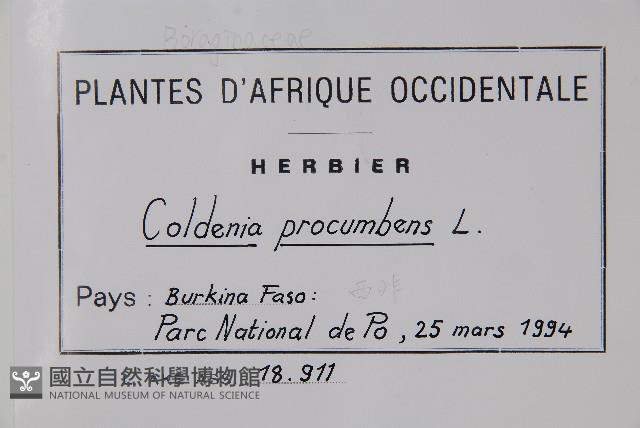 Boraginaceae
PLANTES D'AFRIQUE OCCIDENTALE
HERBIER
Coldenia procumbens L.
Pays : Burkina Faso: 西非
Parc National de Po, 25 mars 1994
18.911
國立自然科學博物館
NATIONAL MUSEUM OF NATURAL SCIENCE